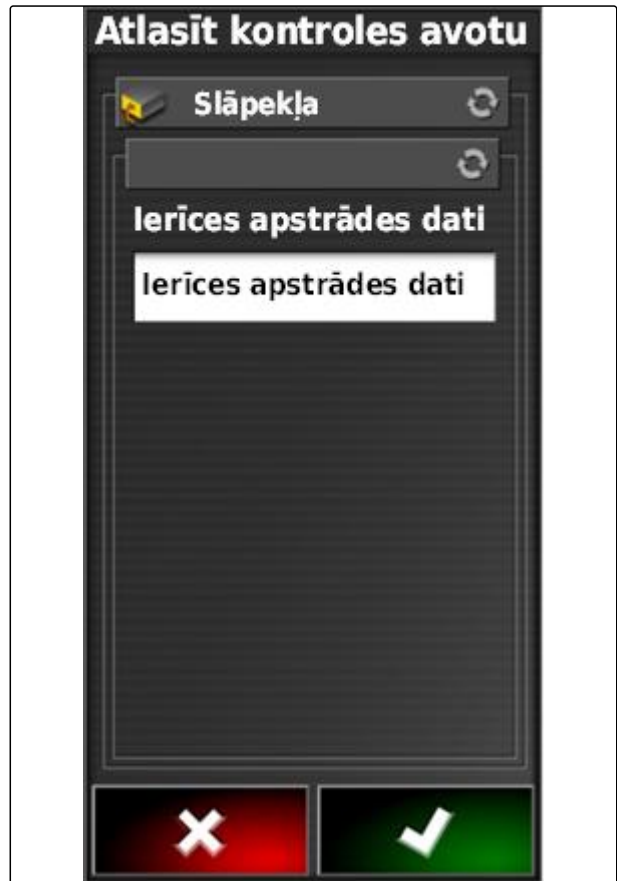 Atlasīt kontroles avotu
Slāpekļa
Ierīces apstrādes dati
Ierīces apstrādes dati